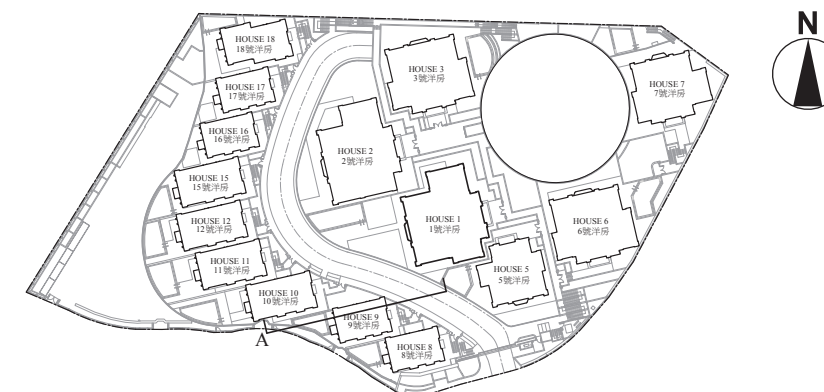 N
HOUSE 18
18號洋房
HOUSE 17
17號洋房
HOUSE 16
16號洋房
HOUSE 15
15號洋房
HOUSE 12
12號洋房
HOUSE 11
11號洋房
HOUSE 10
10號洋房
A
HOUSE 9
9號洋房
HOUSE 8
8號洋房
HOUSE 3
3號洋房
HOUSE 2
2號洋房
HOUSE 1
1號洋房
HOUSE 5
5號洋房
HOUSE 6
6號洋房
HOUSE 7
7號洋房